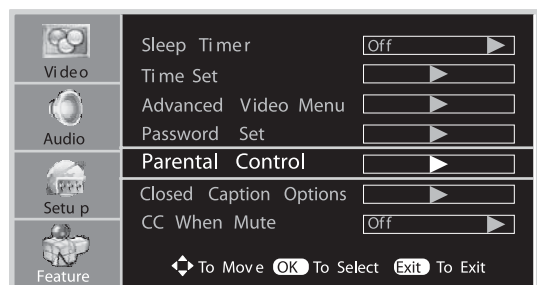 Video
Audio
Setup
Feature
Sleep Timer Off
Time Set
Advanced Video Menu
Password Set
Parental Control
Closed Caption Options
CC When Mute Off
To Move OK To Select Exit To Exit